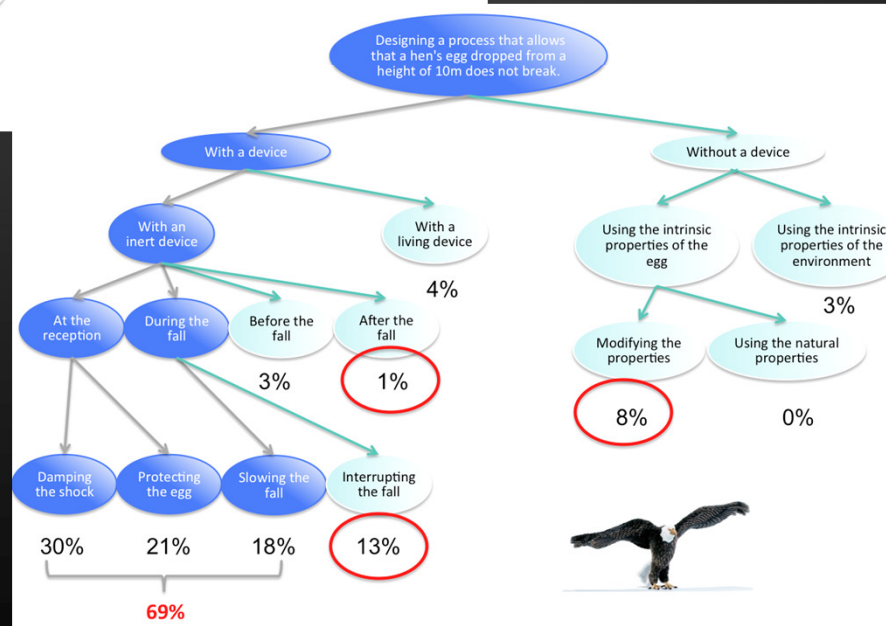 Designing a process that allows
that a hen's egg dropped from a
height of 10m does not break.
With a device
Without a device
With an
inert device
With a
living device
4%
Using the intrinsic
properties of the
egg
Using the intrinsic
properties of the
environment
3%
At the
reception
During the
fall
Before the
fall
3%
After the
fall
1%
Modifying the
properties
8%
Using the natural
properties
0%
Damping
the shock
Protecting
the egg
Slowing the
fall
Interrupting
the fall
30%
21%
18%
13%
69%